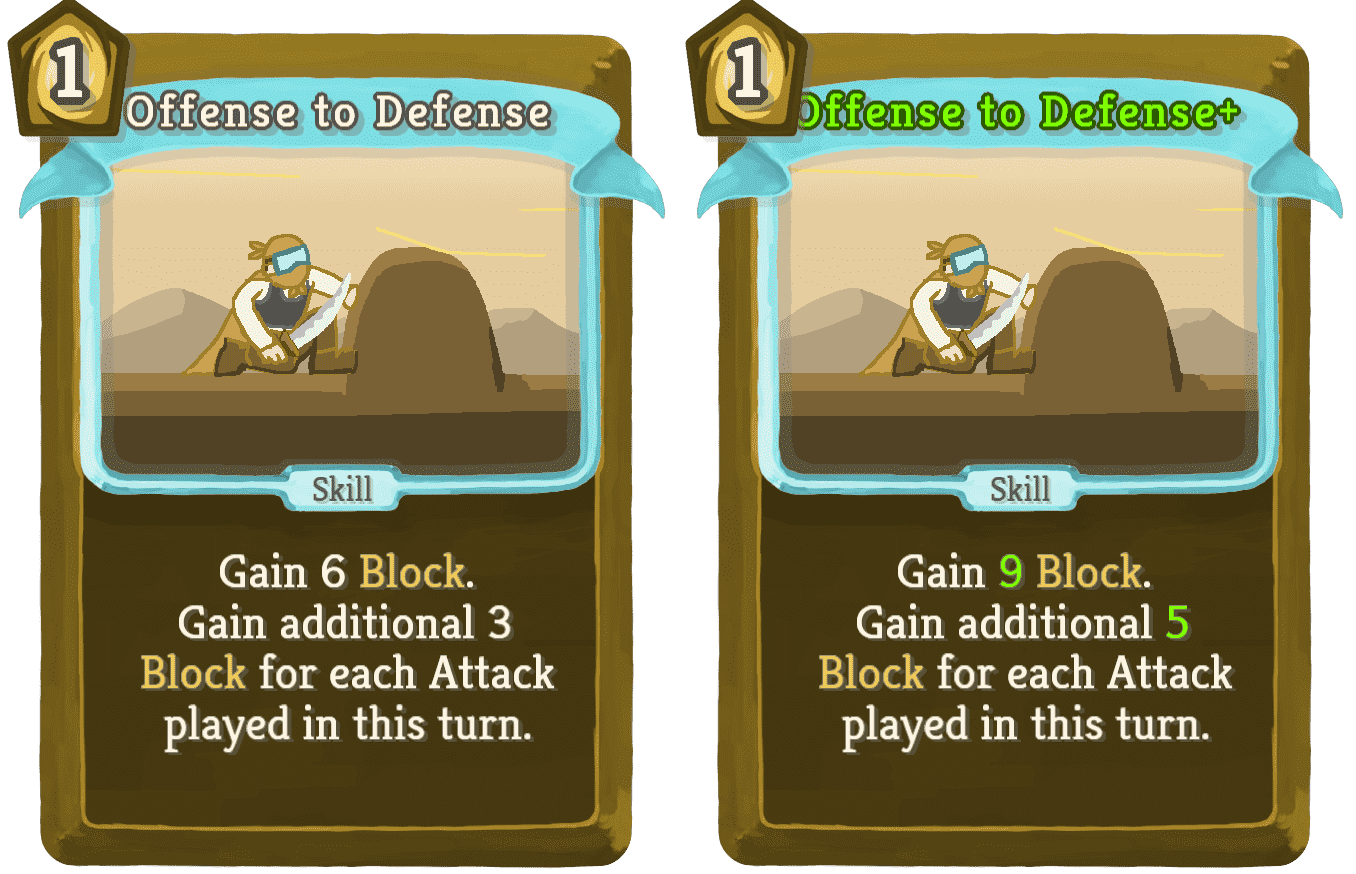 1
Offense to Defense
Skill
Gain 6 Block.
Gain additional 3
Block for each Attack
played in this turn.
1
Offense to Defense+
Skill
Gain 9 Block.
Gain additional 5
Block for each Attack
played in this turn.